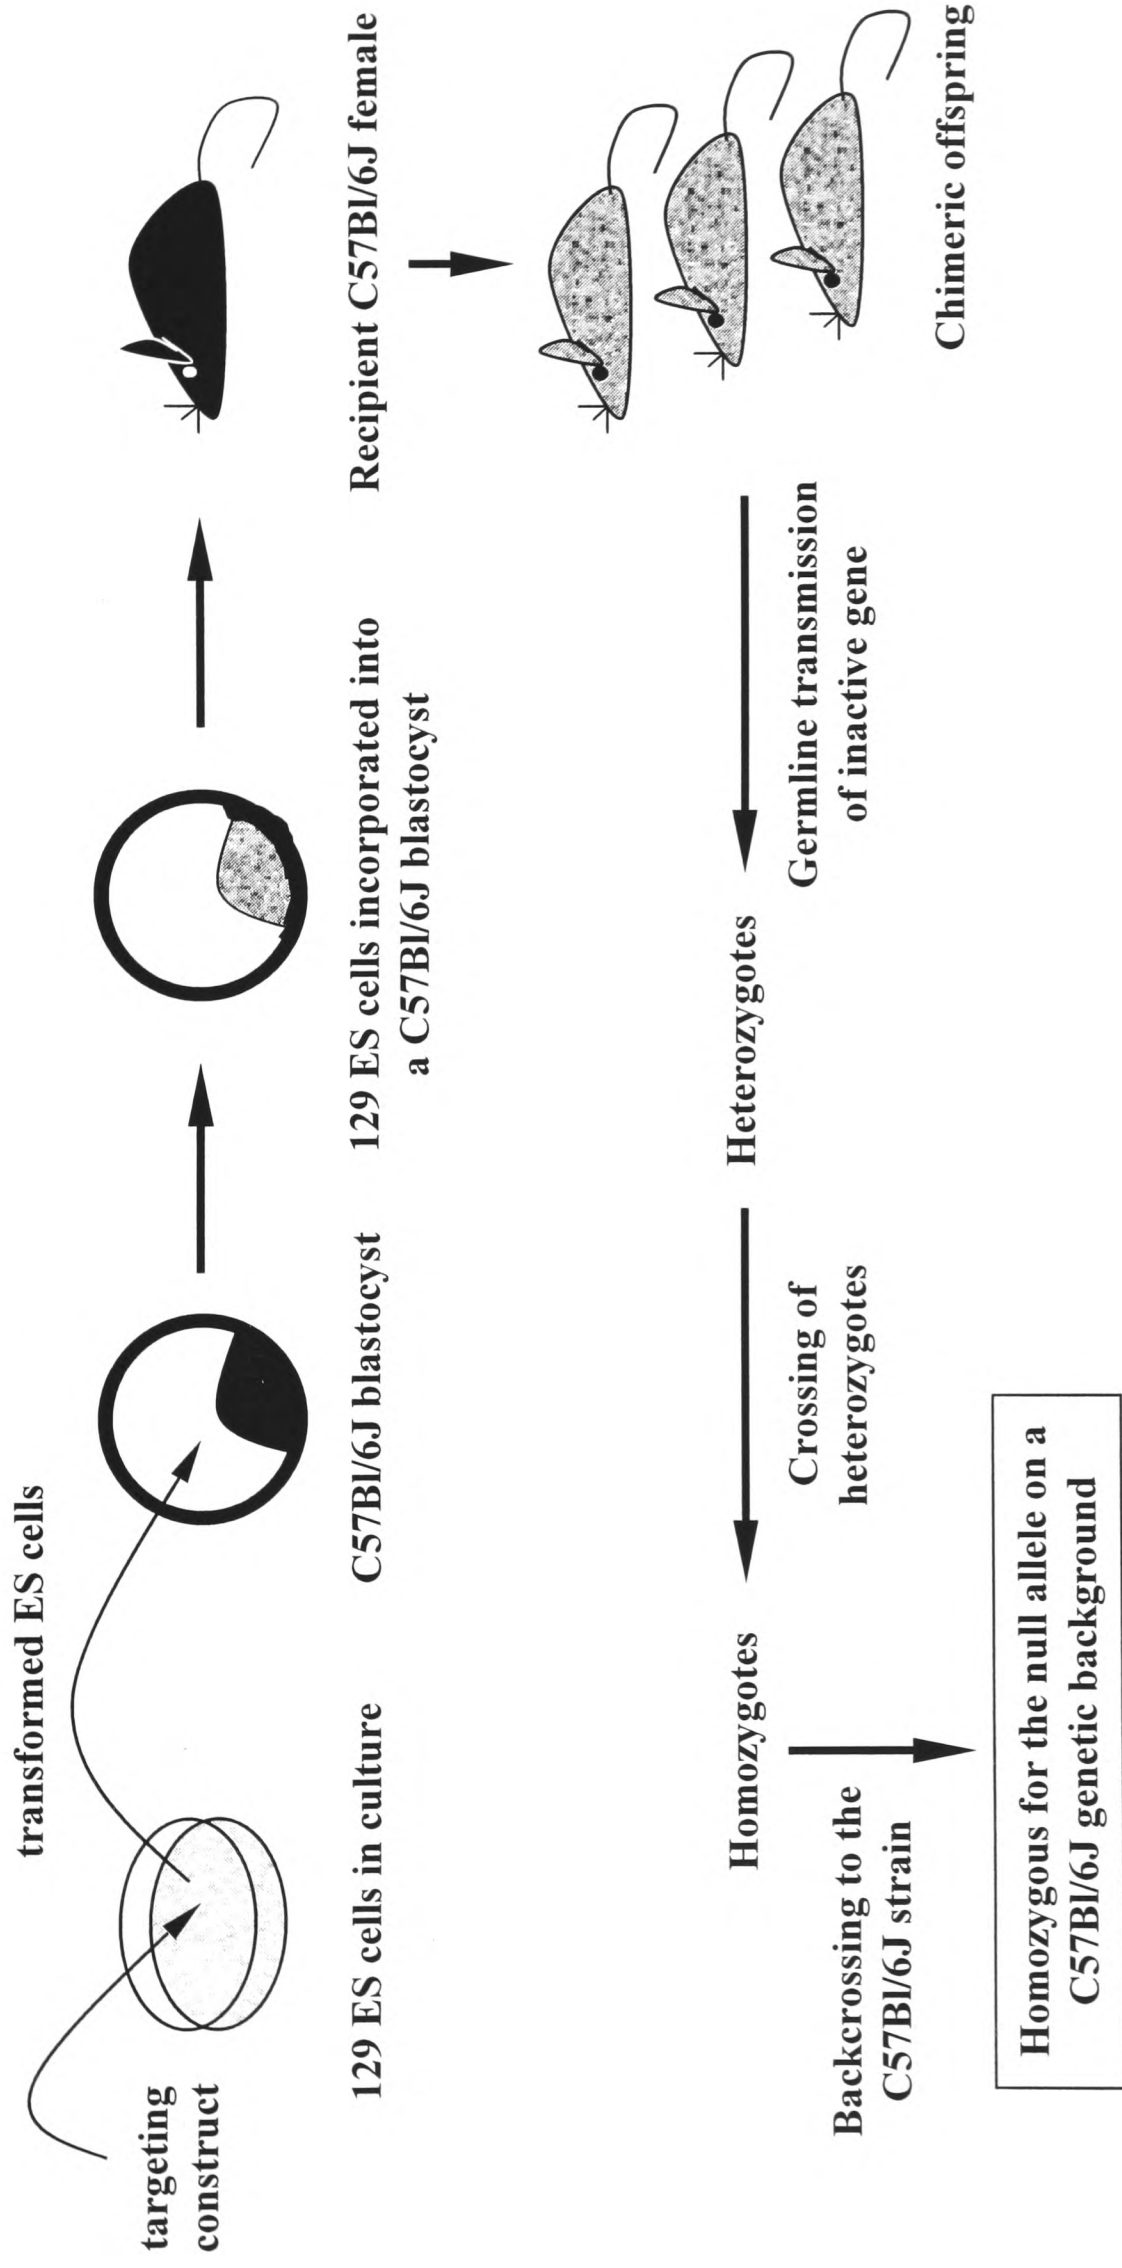 targeting
construct
transformed ES cells
129 ES cells in culture
C57Bl/6J blastocyst
129 ES cells incorporated into
a C57Bl/6J blastocyst
Recipient C57Bl/6J female
Chimeric offspring
Germline transmission
of inactive gene
Heterozygotes
Crossing of
heterozygotes
Homozygotes
Backcrossing to the
C57Bl/6J strain
Homozygous for the null allele on a
C57Bl/6J genetic background